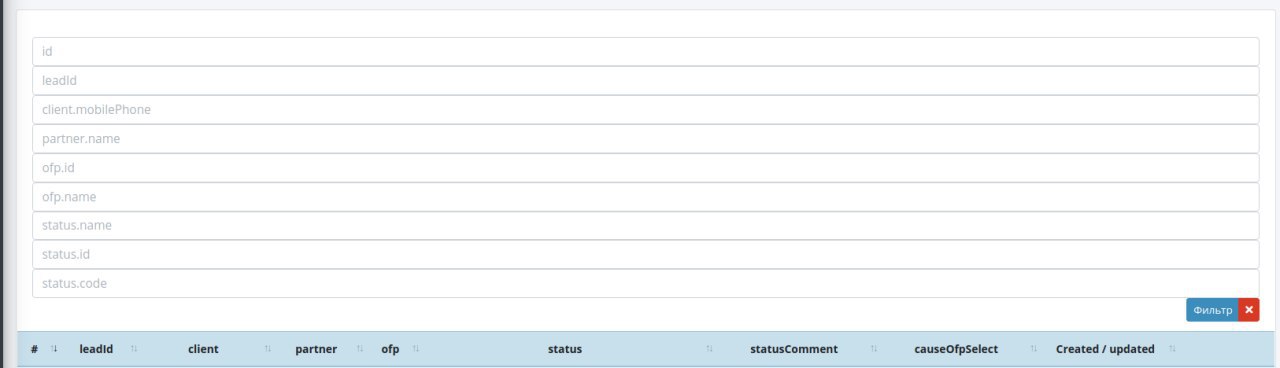 id
leadId
client.mobilePhone
partner.name
ofp.id
ofp.name
status.name
status.id
status.code
Фильтр
# leadId client partner ofp status statusComment causeOfpSelect Created / updated